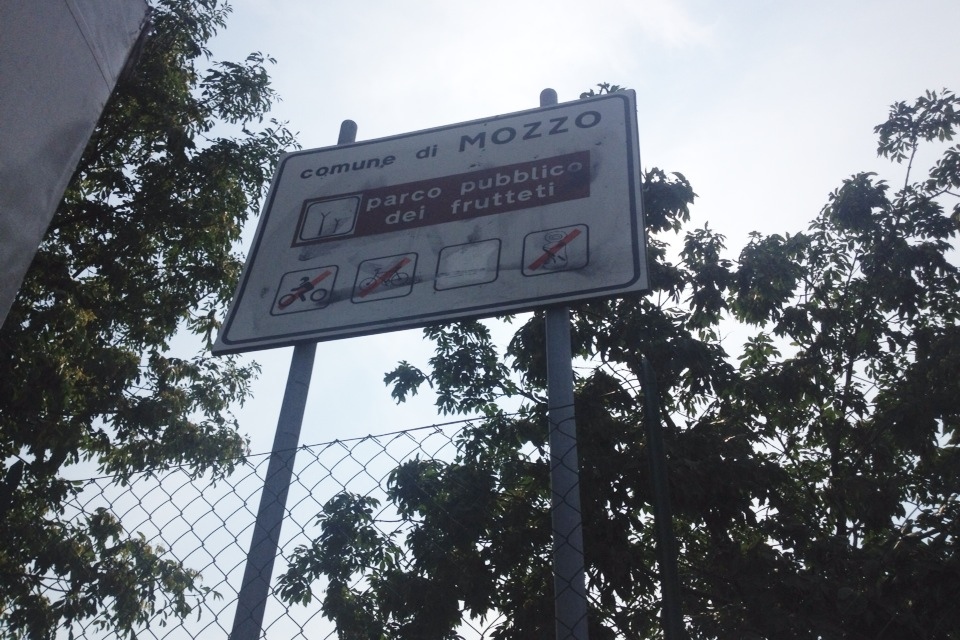 comune di MOZZO
parco pubblico
dei frutteti